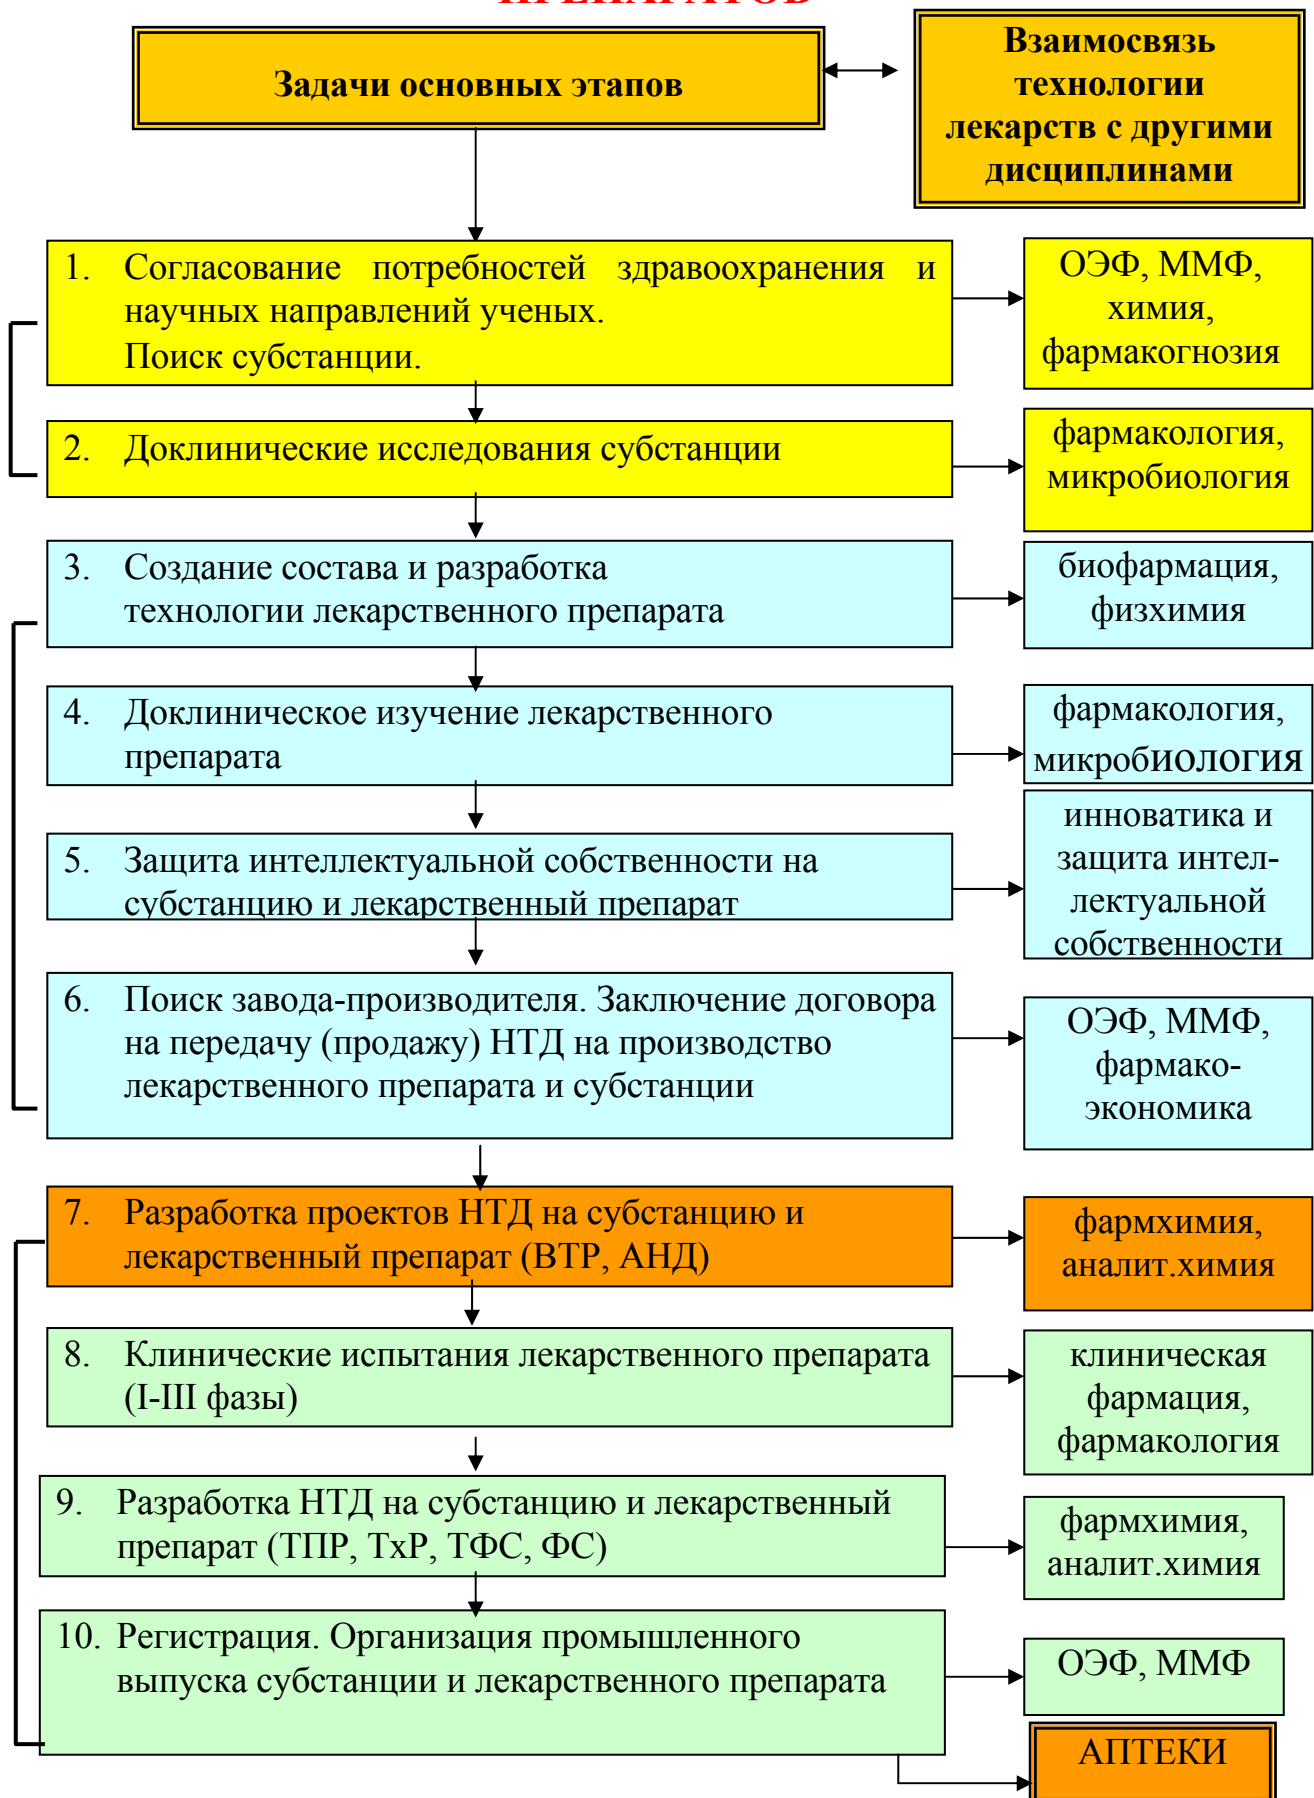 ПРЕПАРАТОВ
Задачи основных этапов
Взаимосвязь
технологии
лекарств с другими
дисциплинами
1. Согласование потребностей здравоохранения и
научных направлений ученых.
Поиск субстанции.
ОЭФ, ММФ,
химия,
фармакогнозия
2. Доклинические исследования субстанции
фармакология,
микробиология
3. Создание состава и разработка
технологии лекарственного препарата
биофармация,
физхимия
4. Доклиническое изучение лекарственного
препарата
фармакология,
микробиология
5. Защита интеллектуальной собственности на
субстанцию и лекарственный препарат
инноватика и
защита интел-
лектуальной
собственности
6. Поиск завода-производителя. Заключение договора
на передачу (продажу) НТД на производство
лекарственного препарата и субстанции
ОЭФ, ММФ,
фармако-
экономика
7. Разработка проектов НТД на субстанцию и
лекарственный препарат (ВТР, АНД)
фармхимия,
аналит.химия
8. Клинические испытания лекарственного препарата
(I-III фазы)
клиническая
фармация,
фармакология
9. Разработка НТД на субстанцию и лекарственный
препарат (ТПР, ТхР, ТФС, ФС)
фармхимия,
аналит.химия
10. Регистрация. Организация промышленного
выпуска субстанции и лекарственного препарата
ОЭФ, ММФ
АПТЕКИ